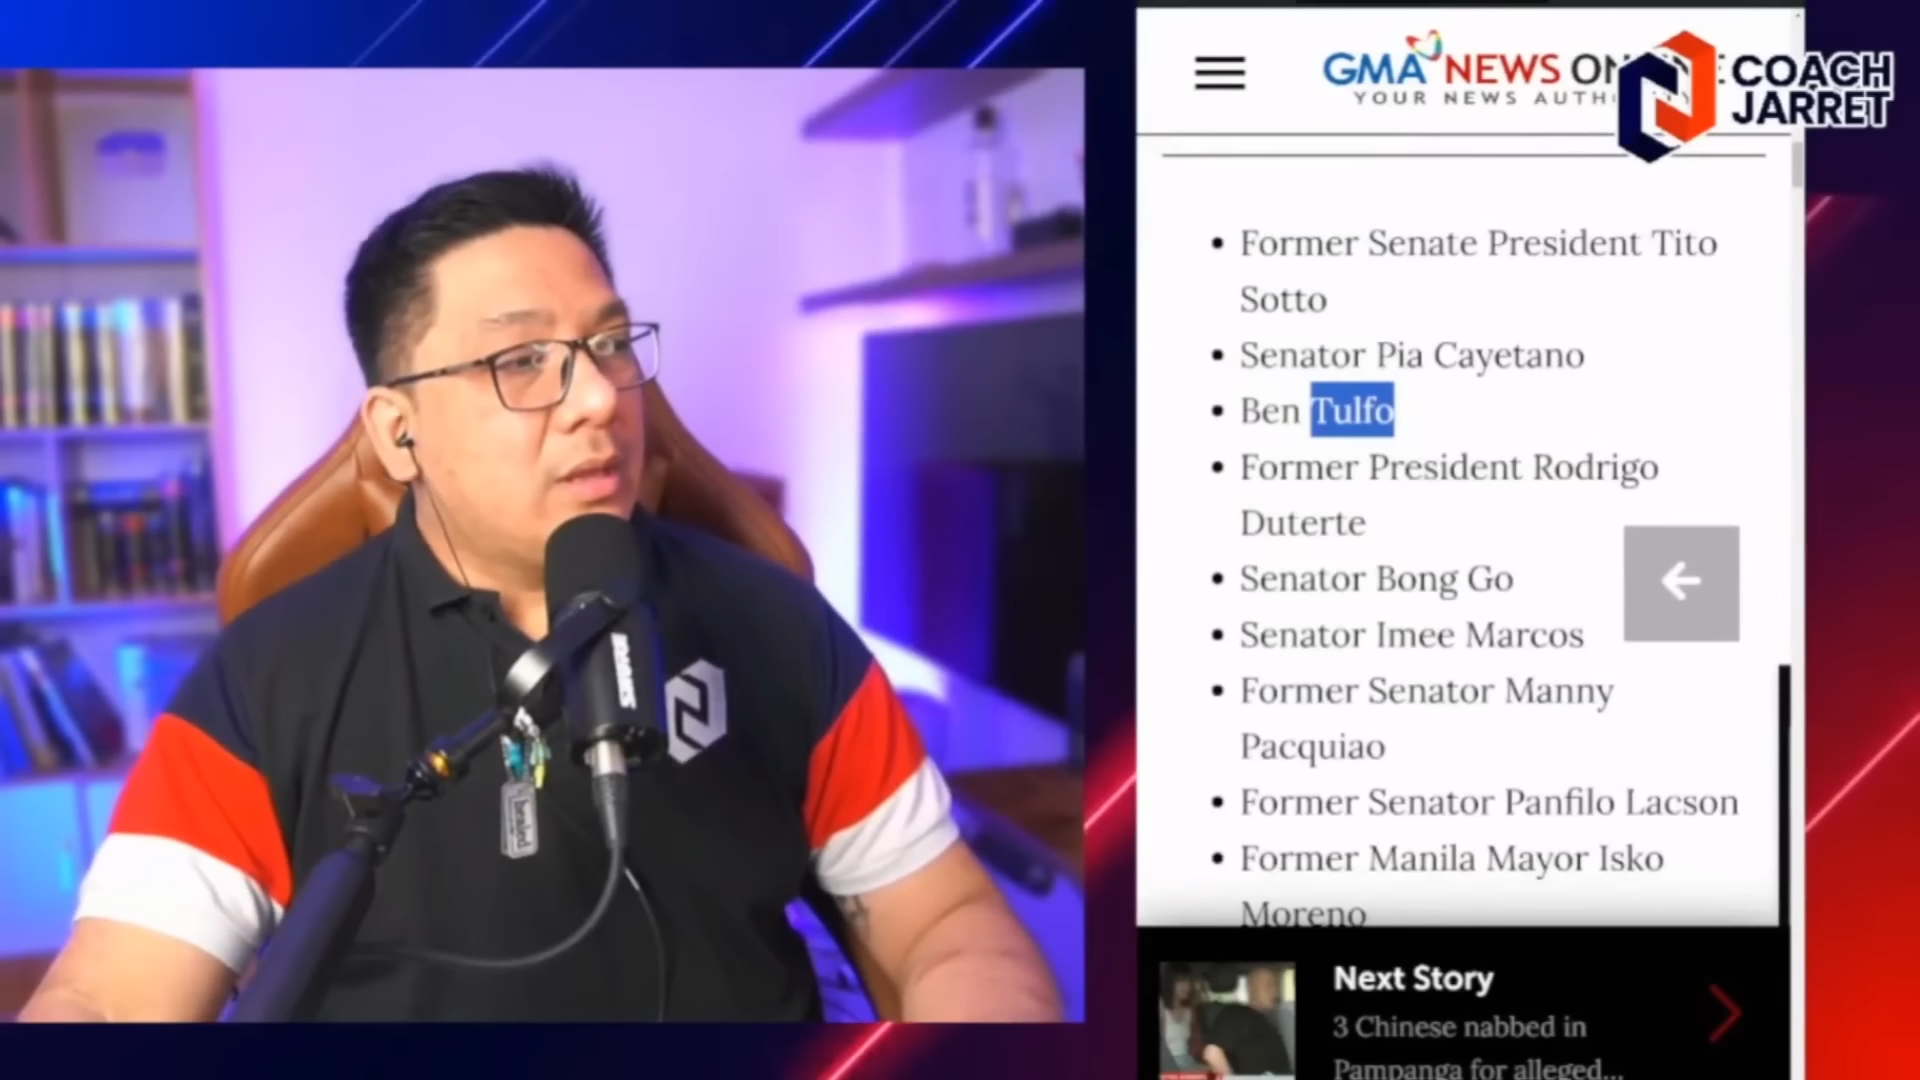 GMA NEWS ON
YOUR NEWS AUTH
COACH
JARRET
Former Senate President Tito
Sotto
Senator Pia Cayetano
Ben Tulfo
Former President Rodrigo
Duterte
Senator Bong Go
Senator Imee Marcos
Former Senator Manny
Pacquiao
Former Senator Panfilo Lacson
Former Manila Mayor Isko
Moreno
Next Story
3 Chinese nabbed in
Pampanga for alleged...